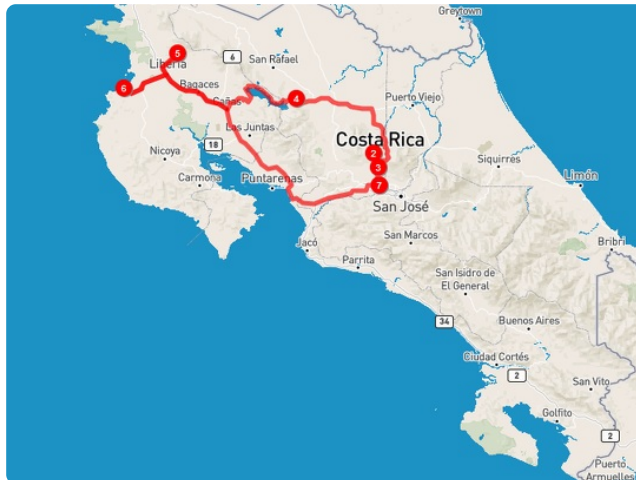 Greytown
5
6
San Rafael
Liberia
Bagaces
6
4
Puerto Viejo
Cañas
Las Juntas
Costa Rica
18
2
Nicoya
3
Siquirres
Carmona
Puntarenas
7
Limón
San José
Jacó
San Marcos
Bribri
Parrita
San Isidro de
El General
34
Buenos Aires
Ciudad Cortés
2
San Vito
Golfito
2
Puerto
Armuelles